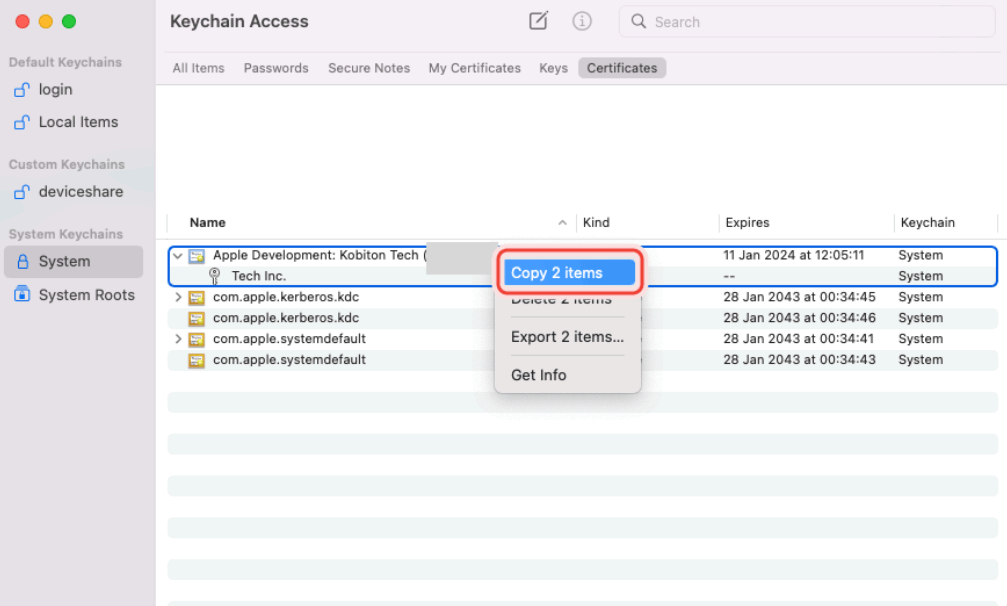 Keychain Access
Search
Default Keychains
login
Local Items
Custom Keychains
deviceshare
System Keychains
System
System Roots
All Items Passwords Secure Notes My Certificates Keys Certificates
Name Kind Expires Keychain
Apple Development: Kobiton Tech ( 11 Jan 2024 at 12:05:11 System
Tech Inc. -- System
com.apple.kerberos.kdc 28 Jan 2043 at 00:34:45 System
com.apple.kerberos.kdc 28 Jan 2043 at 00:34:46 System
com.apple.systemdefault 28 Jan 2043 at 00:34:41 System
com.apple.systemdefault 28 Jan 2043 at 00:34:43 System
Copy 2 items
Delete 2 items
Export 2 items...
Get Info